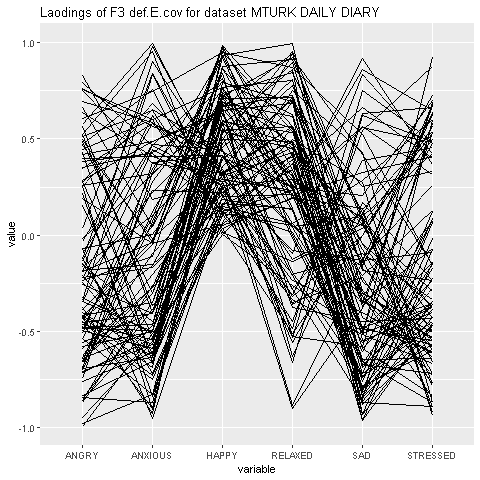 Laodings of F3 def.E.cov for dataset MTURK DAILY DIARY
1.0
0.5
0.0
-0.5
-1.0
value
ANGRY ANXIOUS HAPPY RELAXED SAD STRESSED
variable